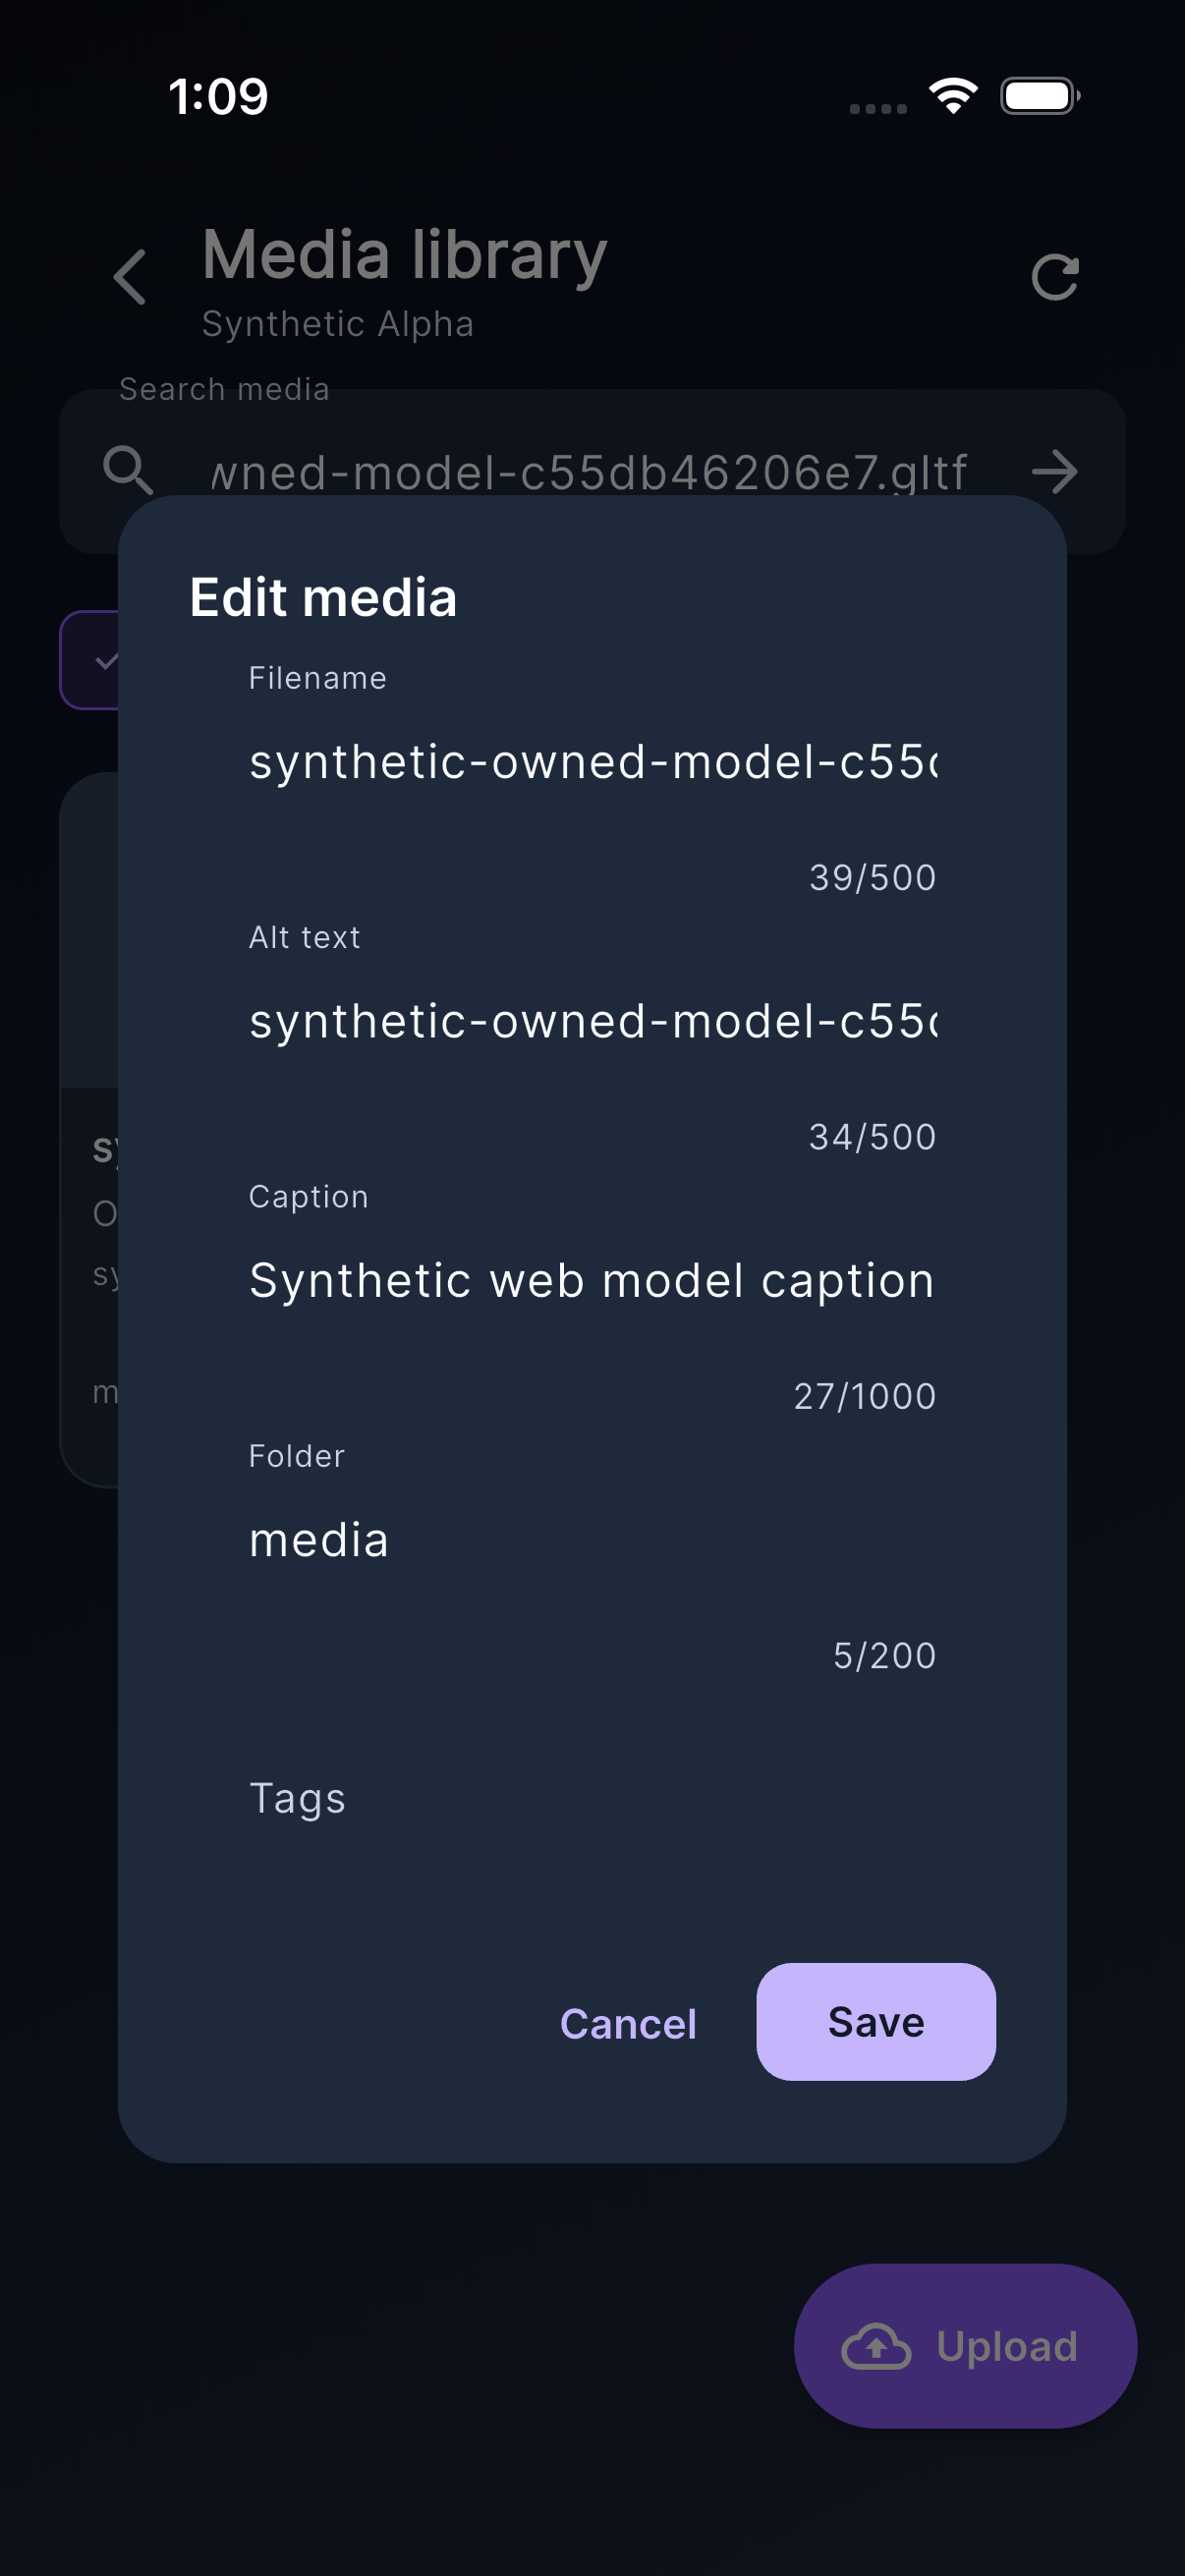 1:09
Media library
Synthetic Alpha
Search media
wned-model-c55db46206e7.gltf
Edit media
Filename
synthetic-owned-model-c55
39/500
Alt text
synthetic-owned-model-c55
34/500
Caption
Synthetic web model caption
27/1000
Folder
media
5/200
Tags
Cancel
Save
Upload